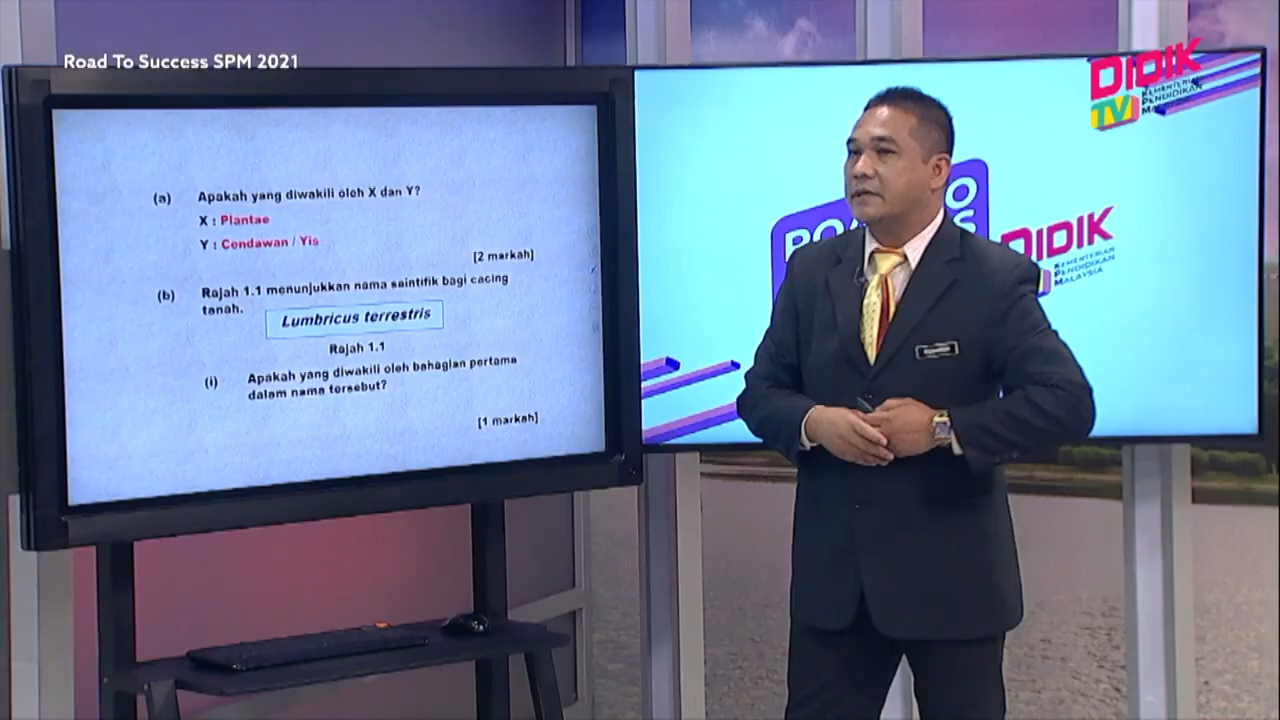 Road To Success SPM 2021
DIDIK
TV
KEMENTERIAN
PENDIDIKAN
(a) Apakah yang diwakili oleh X dan Y?
X : Plantae
Y : Cendawan / Yis
[2 markah]
(b) Rajah 1.1 menunjukkan nama saintifik bagi cacing
tanah.
Lumbricus terrestris
Rajah 1.1
(i) Apakah yang diwakili oleh bahagian pertama
dalam nama tersebut?
[1 markah]
DIDIK
KEMENTERIAN
PENDIDIKAN
MALAYSIA